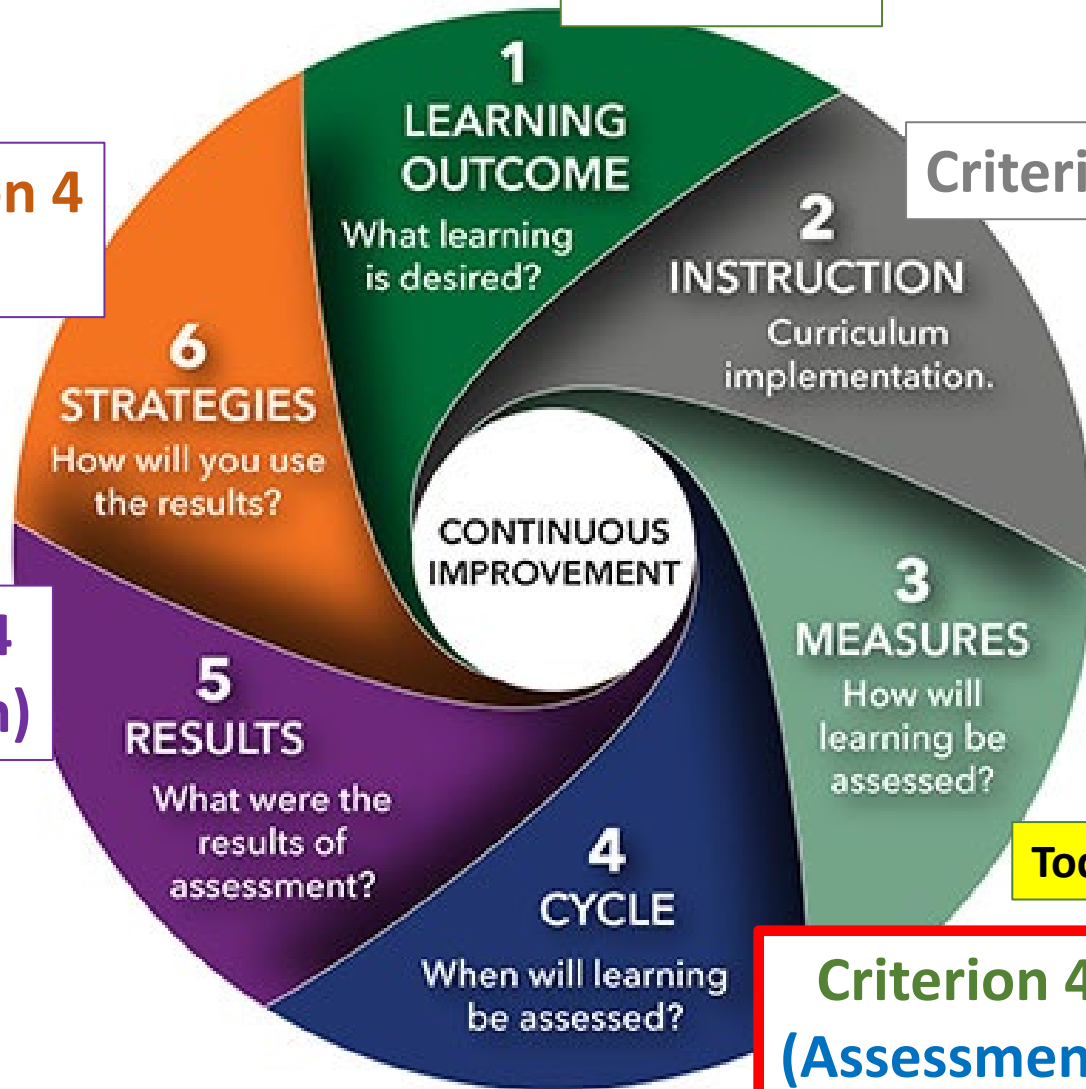 1
LEARNING
OUTCOME
What learning
is desired?
Criteri
2
INSTRUCTION
Curriculum
implementation.
n 4
6
STRATEGIES
How will you use
the results?
CONTINUOUS
IMPROVEMENT
3
MEASURES
How will
learning be
assessed?
4
n)
5
RESULTS
What were the
results of
assessment?
4
CYCLE
When will learning
be assessed?
Criterion 4
(Assessmen